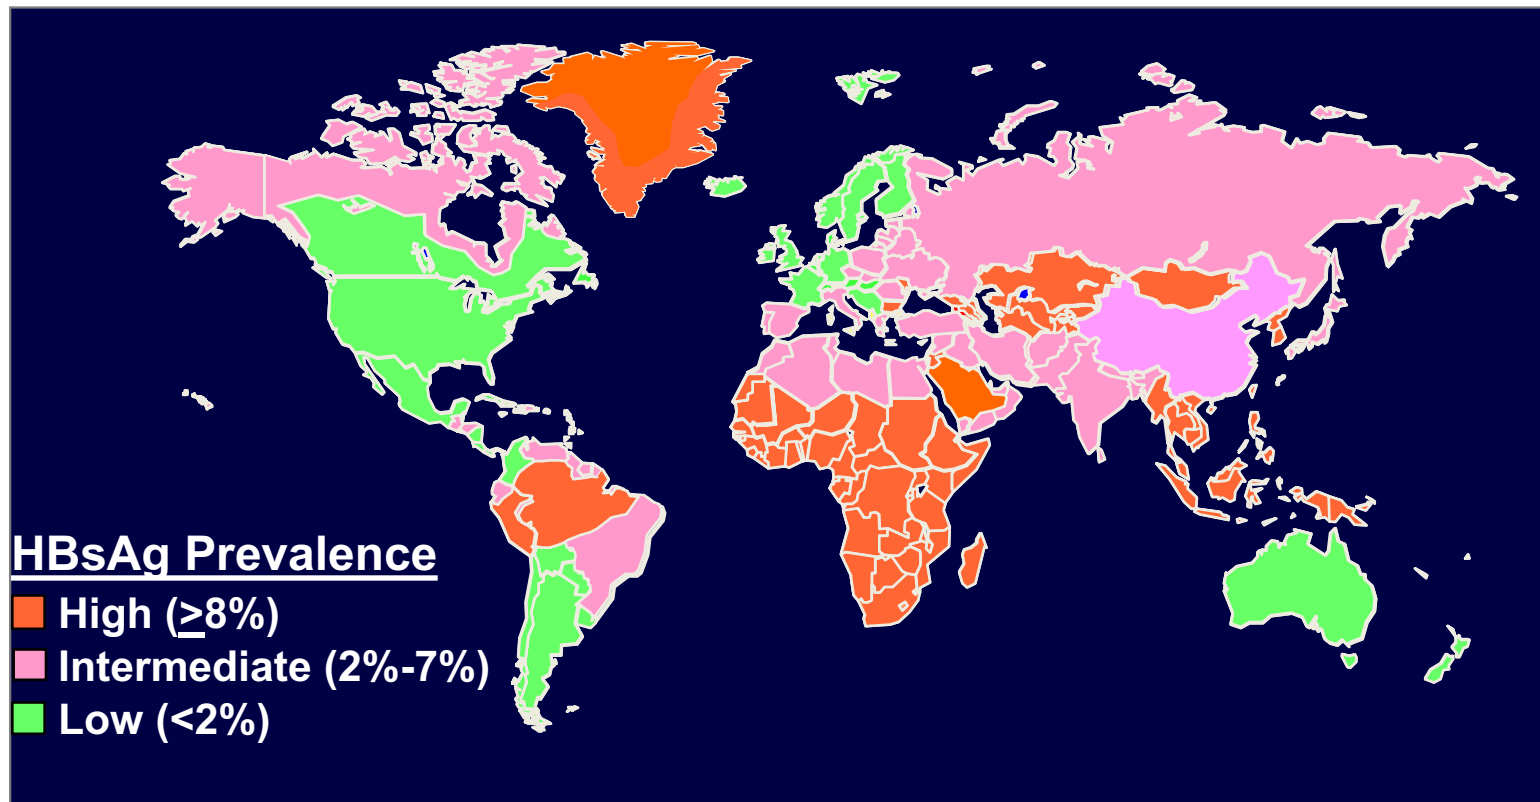 HBsAg Prevalence
High (≥8%)
Intermediate (2%-7%)
Low (<2%)